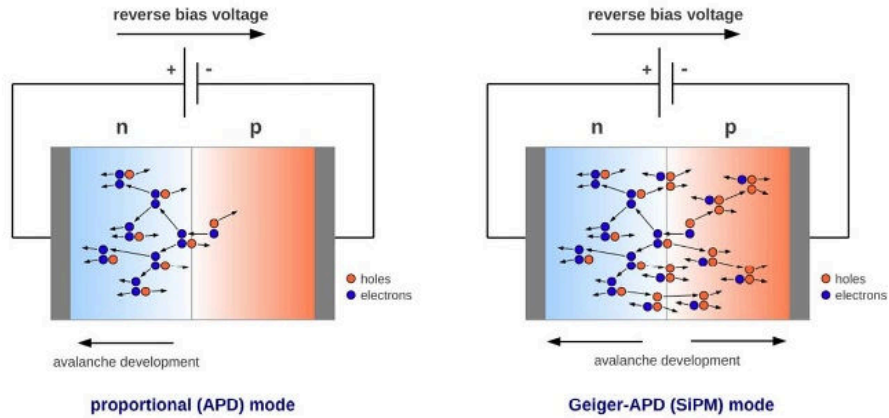 reverse bias voltage
+ -
n p
holes
electrons
avalanche development
proportional (APD) mode
reverse bias voltage
+ -
n p
holes
electrons
avalanche development
Geiger-APD (SiPM) mode